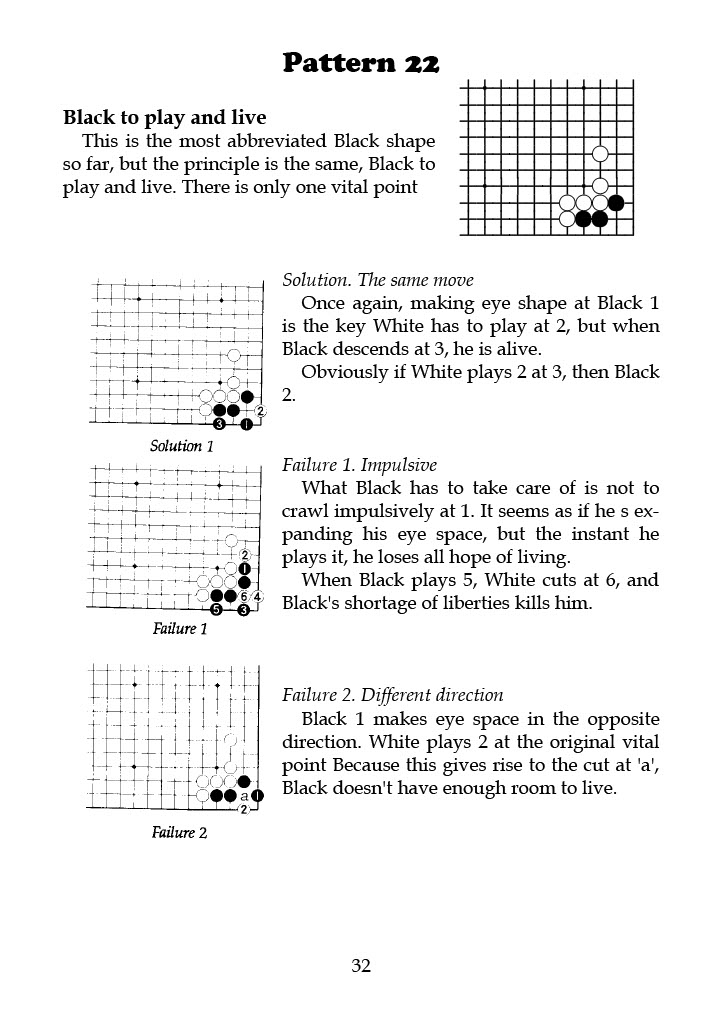 Pattern 22
Black to play and live
This is the most abbreviated Black shape
so far, but the principle is the same, Black to
play and live. There is only one vital point
Solution. The same move
Once again, making eye shape at Black 1
is the key White has to play at 2, but when
Black descends at 3, he is alive.
Obviously if White plays 2 at 3, then Black
2.
2
3 1
Solution 1
Failure 1. Impulsive
What Black has to take care of is not to
crawl impulsively at 1. It seems as if he s ex-
panding his eye space, but the instant he
plays it, he loses all hope of living.
When Black plays 5, White cuts at 6, and
Black's shortage of liberties kills him.
2
1
6 4
5 3
Failure 1
Failure 2. Different direction
Black 1 makes eye space in the opposite
direction. White plays 2 at the original vital
point Because this gives rise to the cut at 'a',
Black doesn't have enough room to live.
a 1
2
Failure 2
32